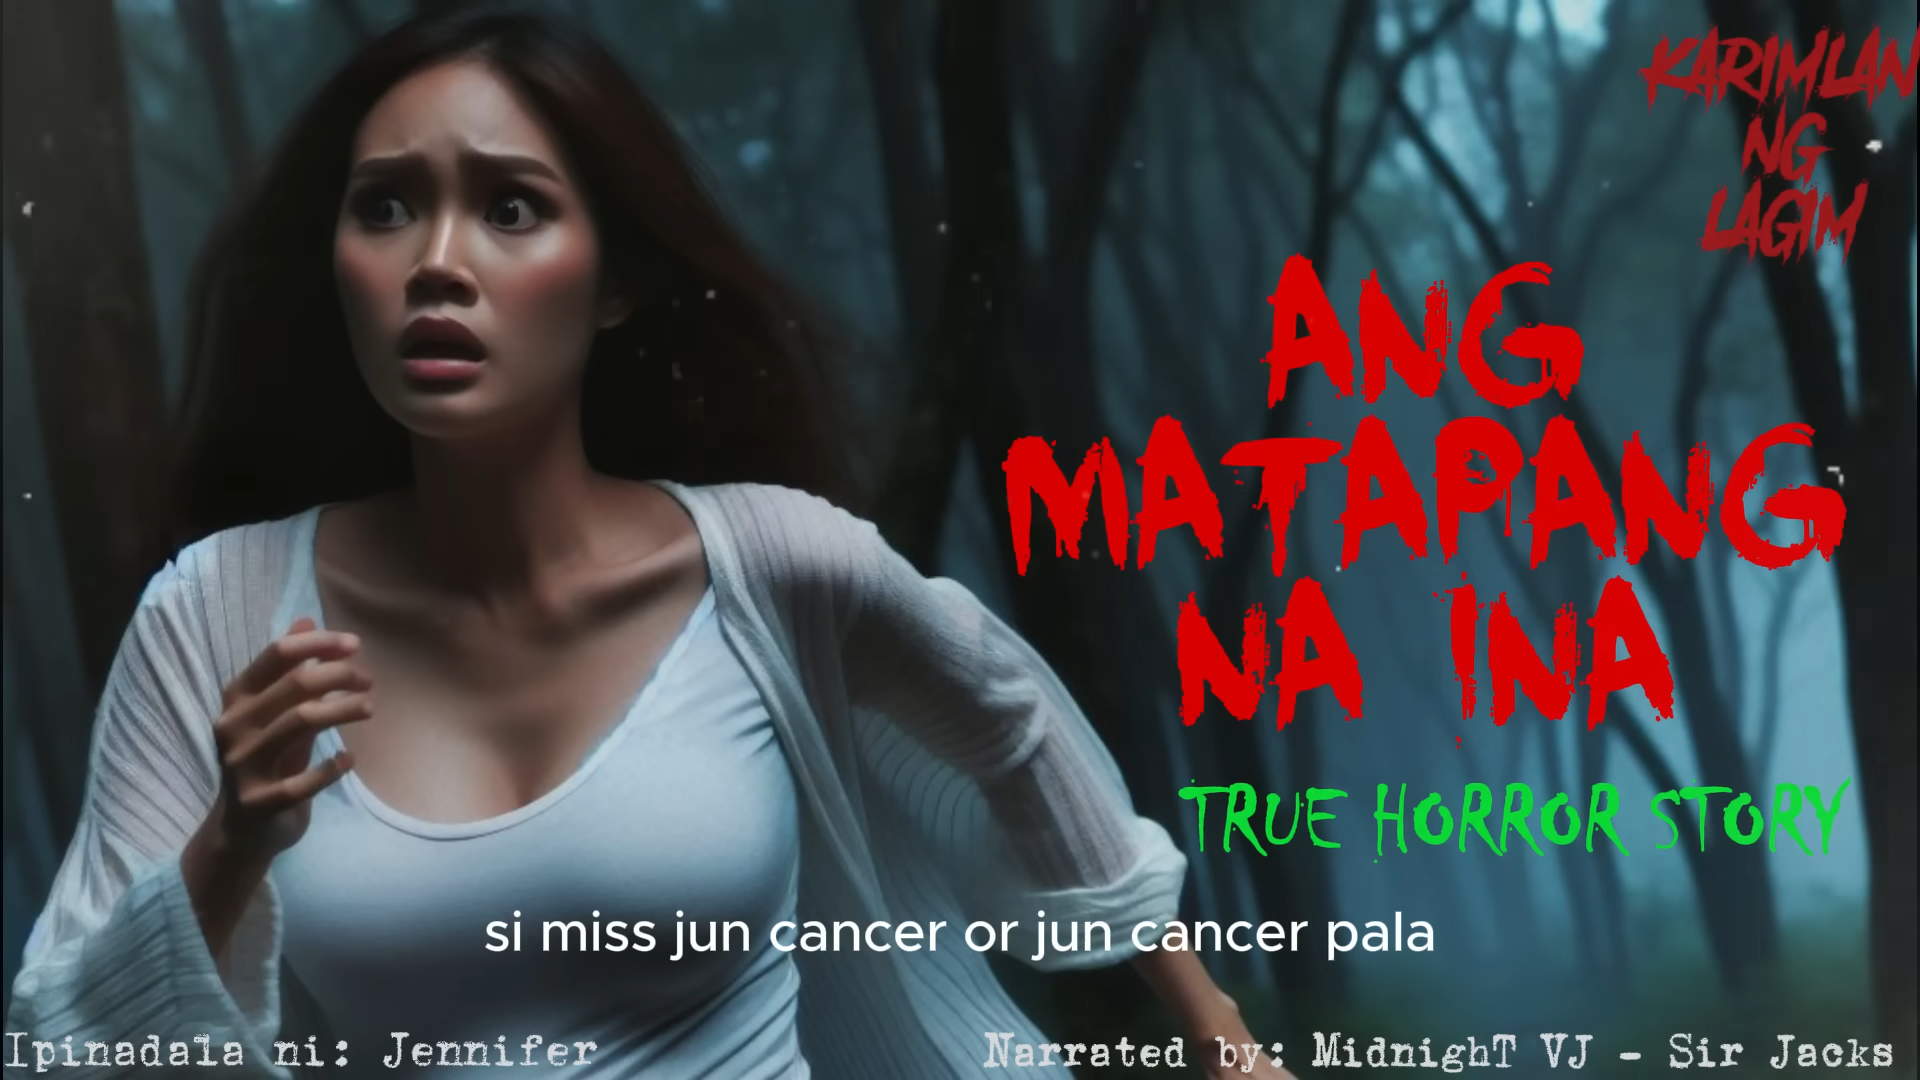 KARIMLAN
NG
LAGIM
ANG
MATAPANG
NA INA
TRUE HORROR STORY
si miss jun cancer or jun cancer pala
Ipinadala ni: Jennifer
Narrated by: MidnighT VJ - Sir Jacks